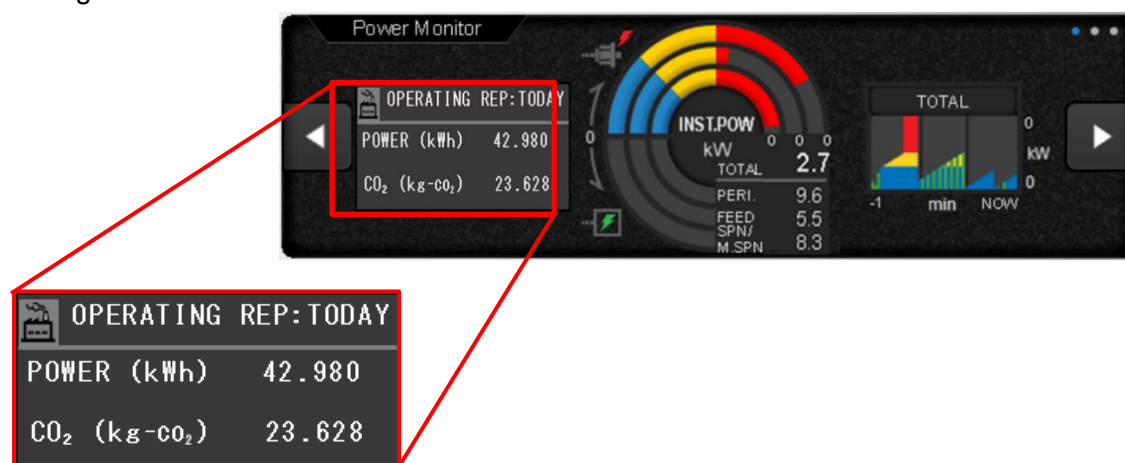 Power Monitor
OPERATING REP:TODAY
POWER (kWh) 42.980
CO₂ (kg-co₂) 23.628
0
INST.POW
kW
0 0 0
TOTAL 2.7
PERI. 9.6
FEED 5.5
SPN/
M.SPN 8.3
TOTAL
0
kW
0
-1 min NOW
OPERATING REP:TODAY
POWER (kWh) 42.980
CO₂ (kg-co₂) 23.628